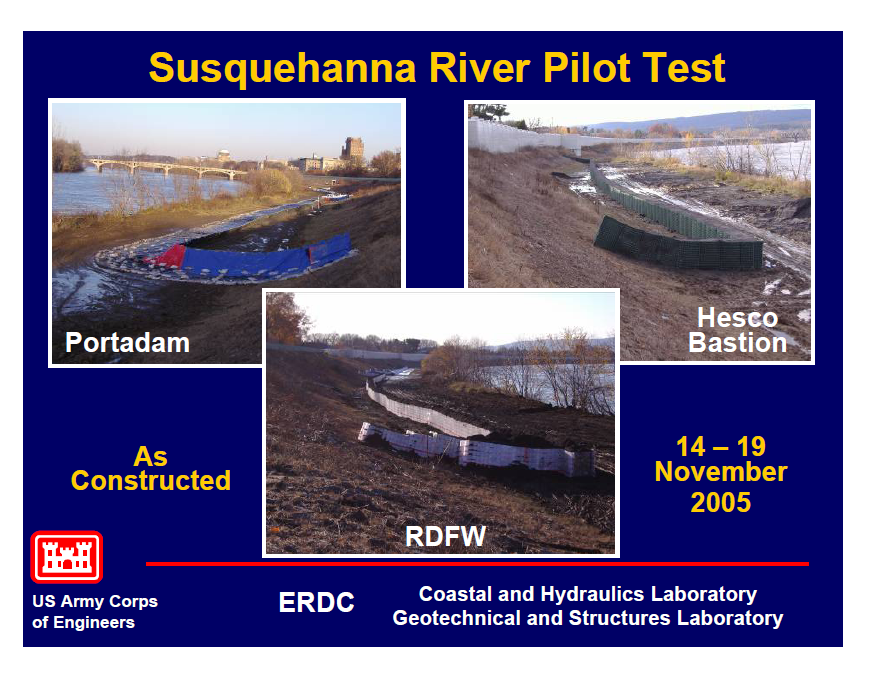 Susquehanna River Pilot Test
Portadam
Hesco
Bastion
RDFW
As
Constructed
14 – 19
November
2005
US Army Corps
of Engineers
ERDC
Coastal and Hydraulics Laboratory
Geotechnical and Structures Laboratory